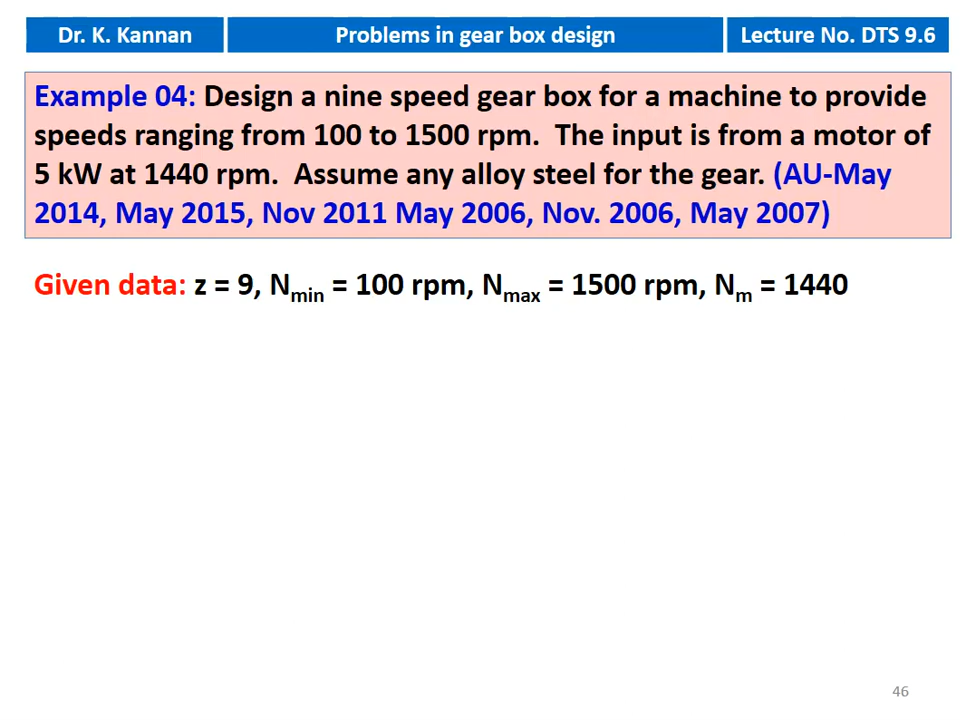 Dr. K. Kannan
Problems in gear box design
Lecture No. DTS 9.6
Example 04: Design a nine speed gear box for a machine to provide
speeds ranging from 100 to 1500 rpm.  The input is from a motor of
5 kW at 1440 rpm.  Assume any alloy steel for the gear. (AU-May
2014, May 2015, Nov 2011 May 2006, Nov. 2006, May 2007)
Given data: z = 9, Nmin = 100 rpm, Nmax = 1500 rpm, Nm = 1440
46